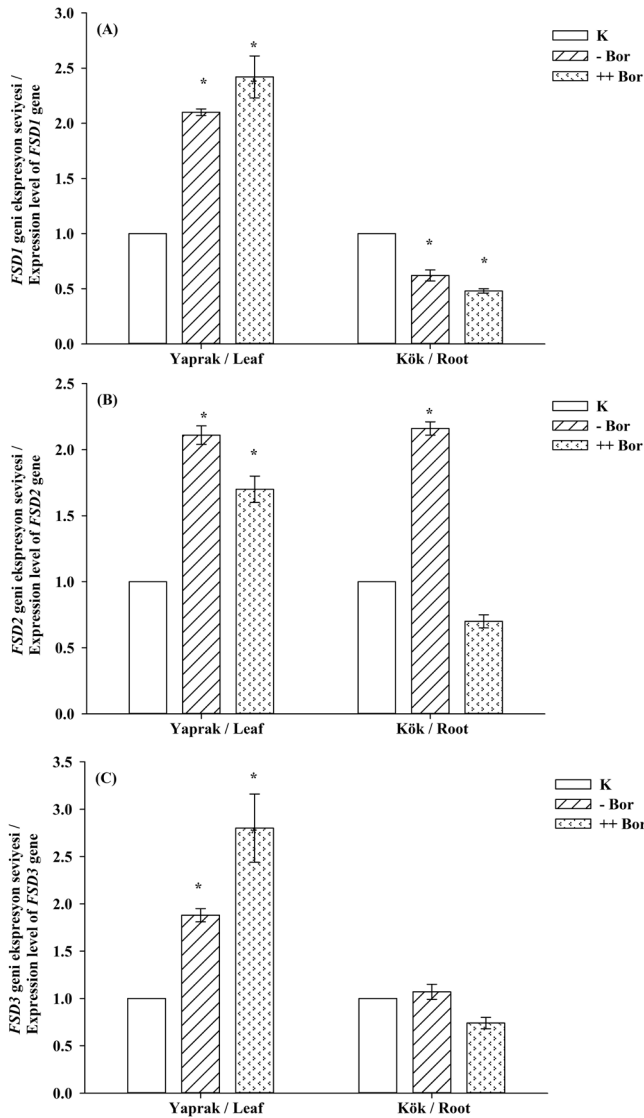 (A)
K
- Bor
++ Bor
FSD1 geni ekspresyon seviyesi /
Expression level of FSD1 gene
3.0
2.5
2.0
1.5
1.0
0.5
0.0
* * * *
Yaprak / Leaf Kök / Root
(B)
K
- Bor
++ Bor
FSD2 geni ekspresyon seviyesi /
Expression level of FSD2 gene
2.5
2.0
1.5
1.0
0.5
0.0
* * *
Yaprak / Leaf Kök / Root
(C)
K
- Bor
++ Bor
FSD3 geni ekspresyon seviyesi /
Expression level of FSD3 gene
3.5
3.0
2.5
2.0
1.5
1.0
0.5
0.0
* *
Yaprak / Leaf Kök / Root